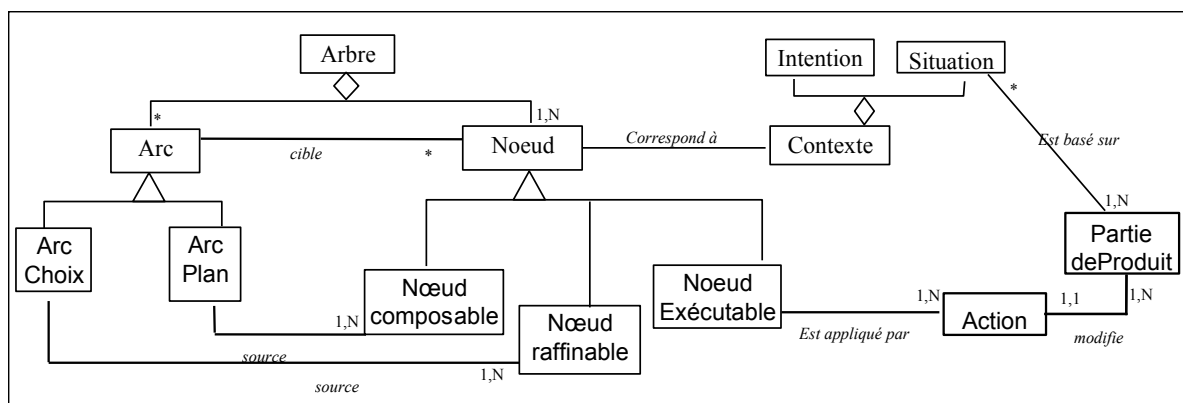 Arbre
Intention
Situation
*
1,N
*
Arc
cible
*
Noeud
Correspond à
Contexte
Est basé sur
1,N
Arc
Choix
Arc
Plan
Nœud
composable
Nœud
raffinable
Noeud
Exécutable
Partie
deProduit
1,N
1,N
Est appliqué par
Action
1,1
1,N
modifie
source
1,N
source